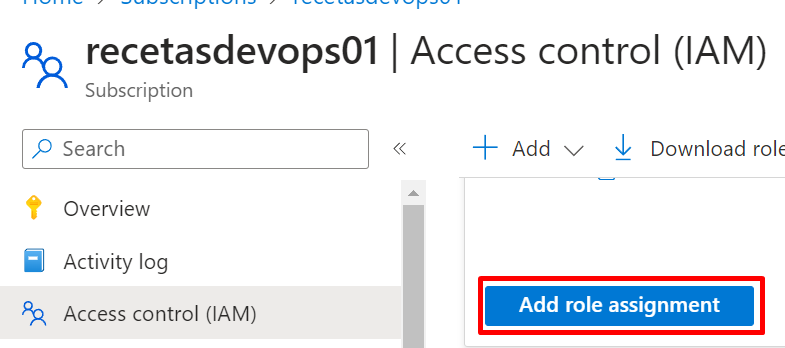 Home > Subscriptions > recetasdevops01
recetasdevops01 | Access control (IAM)
Subscription
Search
«
Add
Download role
Overview
Activity log
Access control (IAM)
Add role assignment